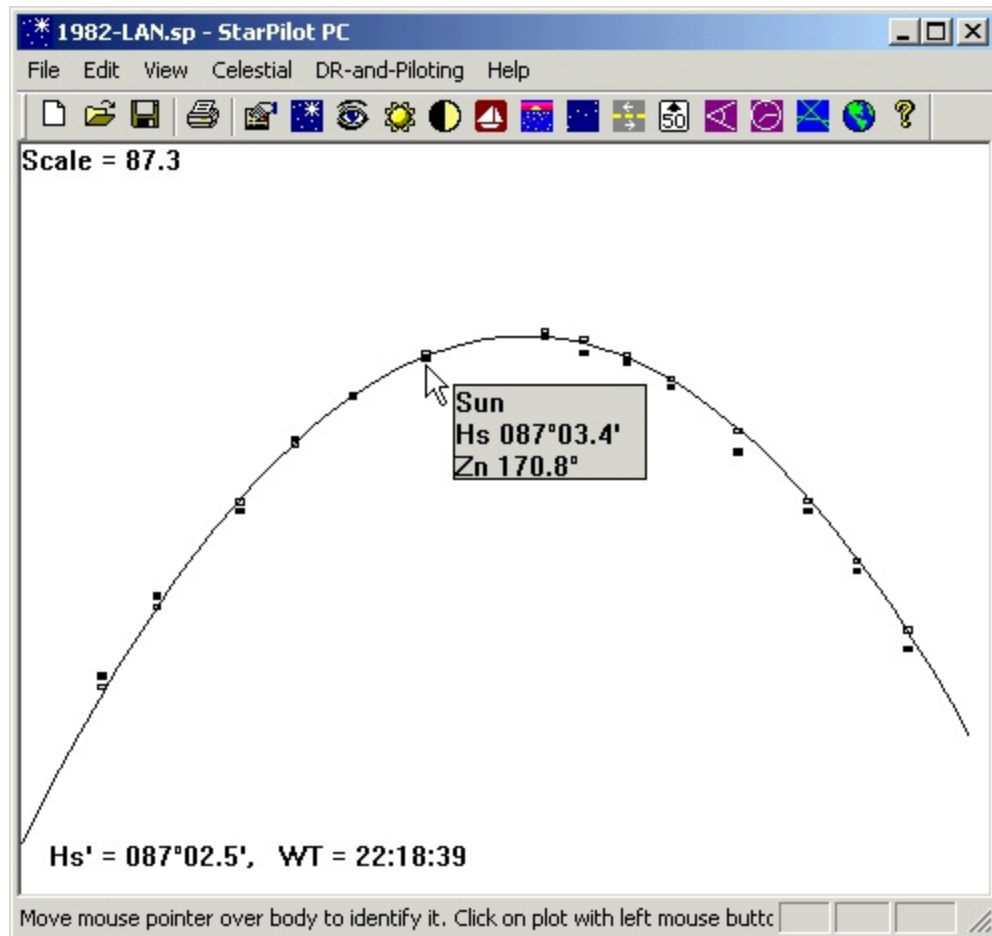 1982-LAN.sp - StarPilot PC
File Edit View Celestial DR-and-Piloting Help
50
?
Scale = 87.3
Sun
Hs 087°03.4'
Zn 170.8°
Hs' = 087°02.5', WT = 22:18:39
Move mouse pointer over body to identify it. Click on plot with left mouse buttc